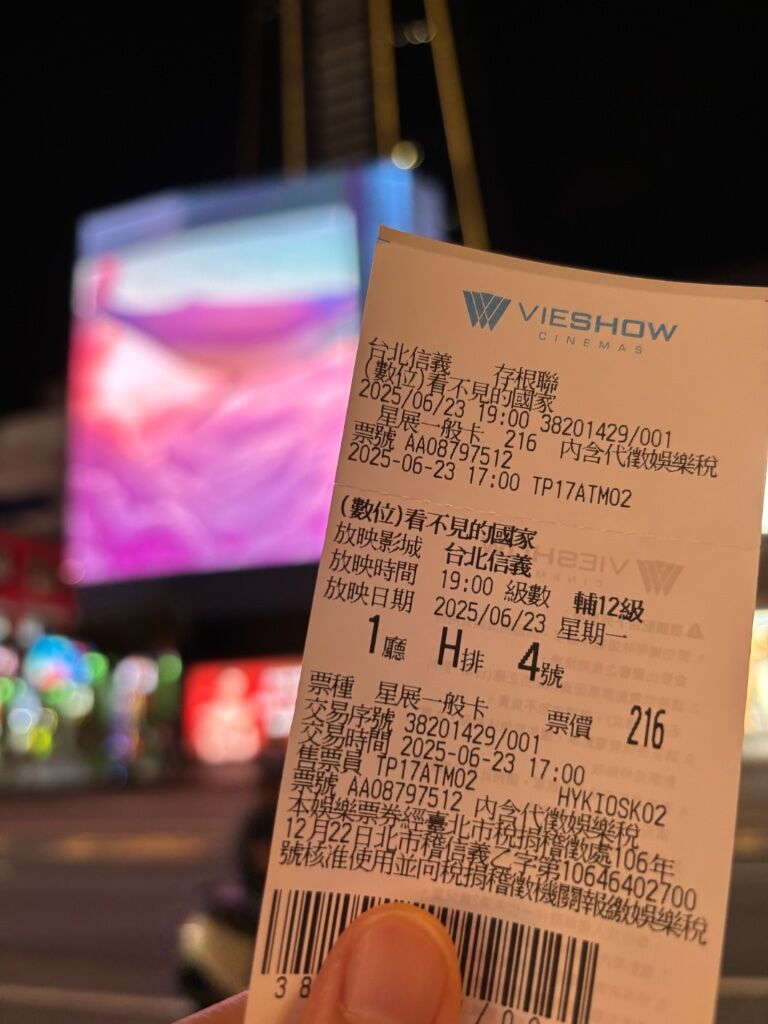 VIESHOW
CINEMAS
台北信義 存根聯
(數位)看不見的國家
2025/06/23 19:00 38201429/001
星展一般卡 216 內含代徵娛樂稅
票號 AA08797512
2025-06-23 17:00 TP17ATM02
(數位)看不見的國家
放映影城 台北信義
放映時間 19:00 級數 輔12級
放映日期 2025/06/23 星期一
1廳 H排 4號
票種 星展一般卡 票價 216
交易序號 38201429/001
交易時間 2025-06-23 17:00
售票員 TP17ATM02 HYKIOSK02
票號 AA08797512 內含代徵娛樂稅
本娛樂票券經臺北市稅捐稽徵處106年
12月22日北市稽信義乙字第10646402700
號核准使用並向稅捐稽徵機關報繳娛樂稅
38